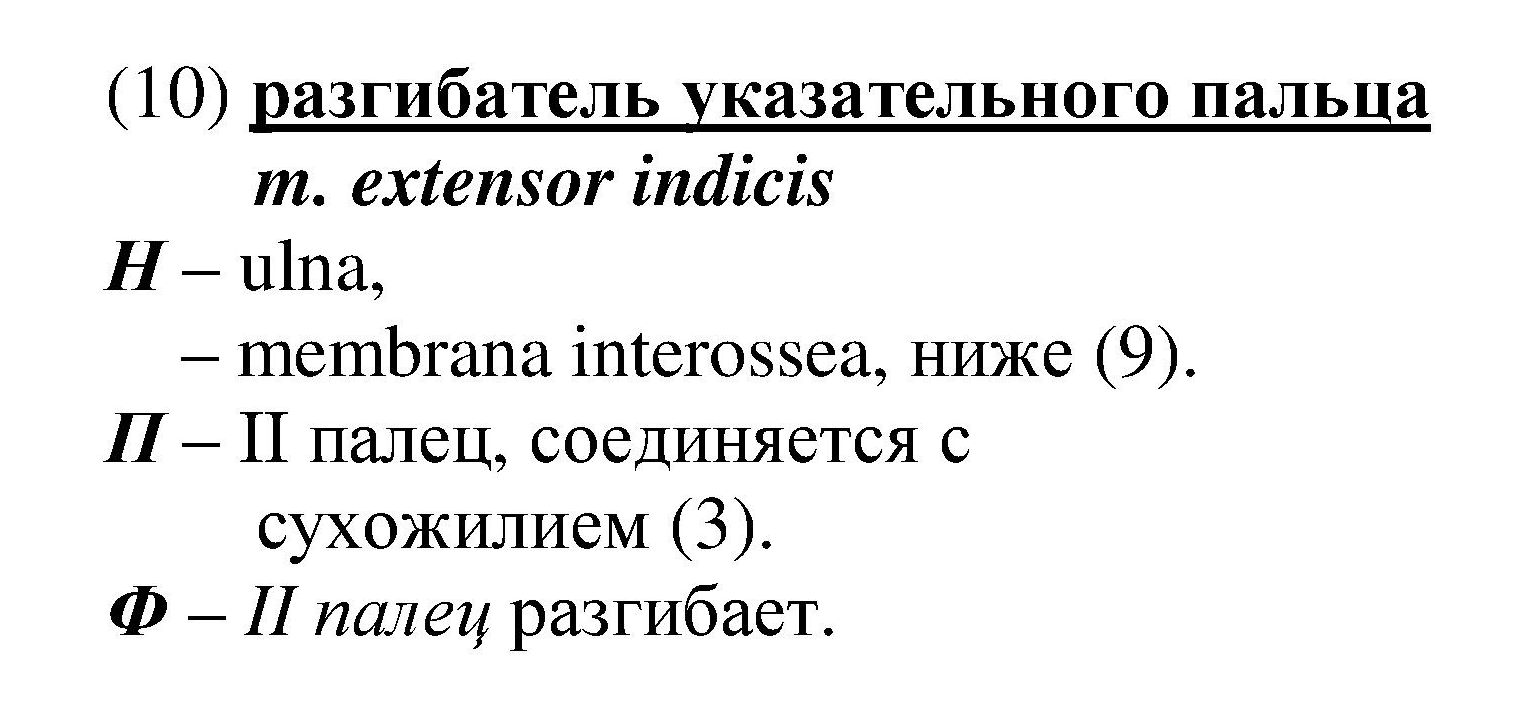 (10) разгибатель указательного пальца
m. extensor indicis
Н – ulna,
– membrana interossea, ниже (9).
П – II палец, соединяется с
сухожилием (3).
Ф – II палец разгибает.